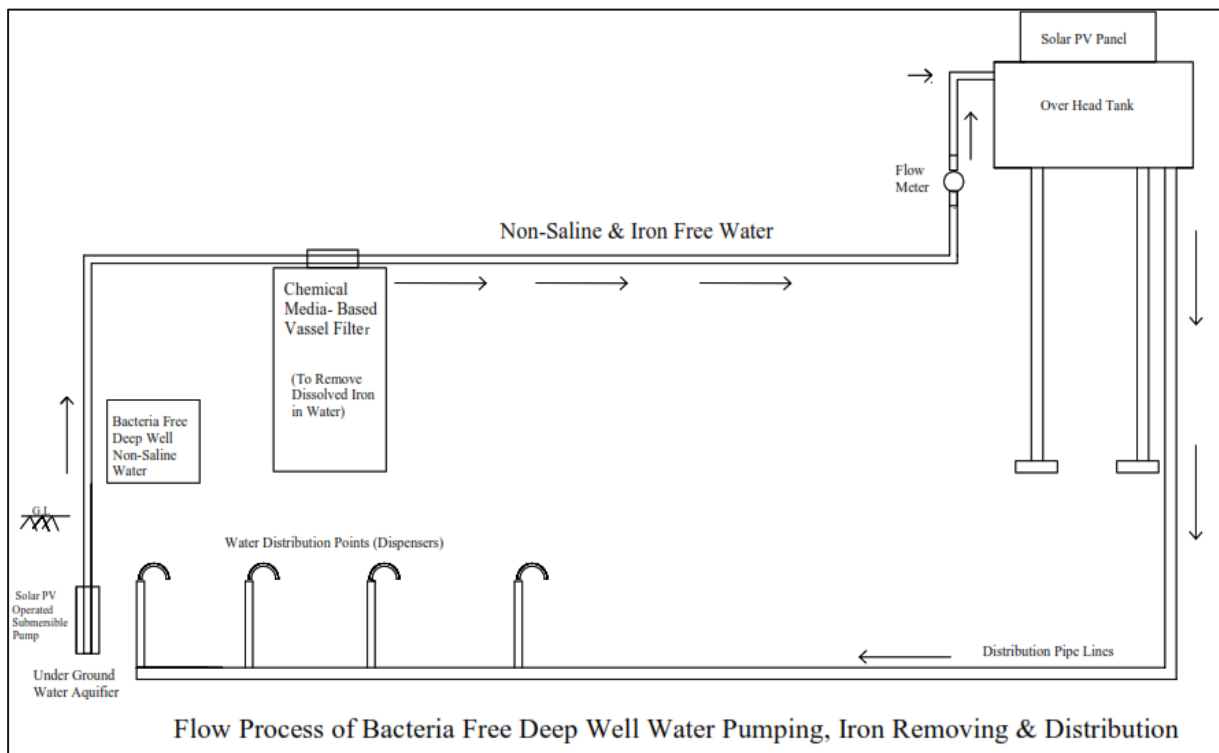 Solar PV Panel
Over Head Tank
Flow
Meter
Non-Saline & Iron Free Water
Chemical
Media- Based
Vassel Filter
(To Remove
Dissolved Iron
in Water)
Bacteria Free
Deep Well
Non-Saline
Water
G.L
Water Distribution Points (Dispensers)
Solar PV
Operated
Submersible
Pump
Under Ground
Water Aquifier
Distribution Pipe Lines
Flow Process of Bacteria Free Deep Well Water Pumping, Iron Removing & Distribution